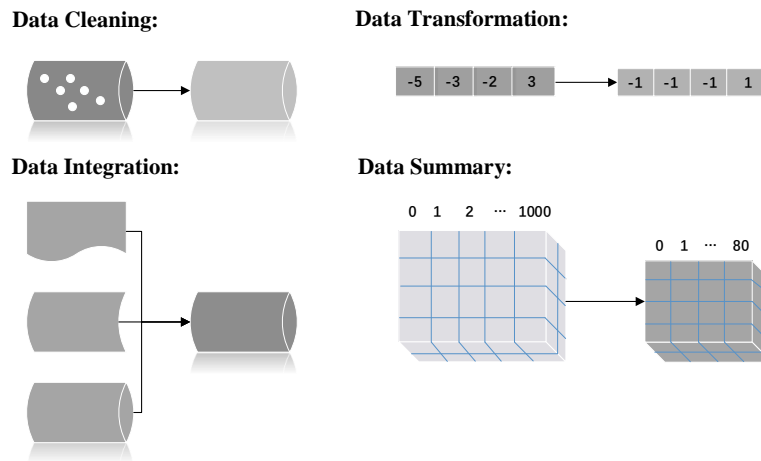 Data Cleaning:
Data Transformation:
-5 -3 -2 3
-1 -1 -1 1
Data Integration:
Data Summary:
0 1 2 ··· 1000
0 1 ··· 80